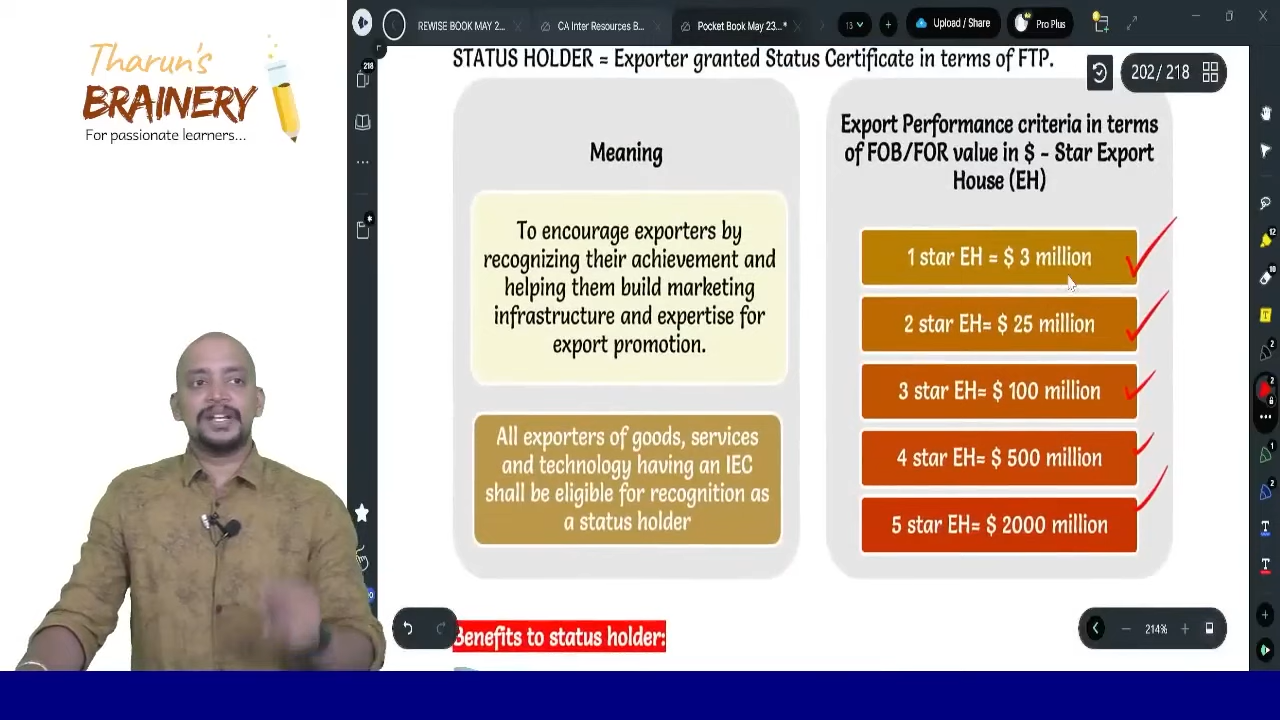 Tharun's
BRAINERY
For passionate learners...
REWISE BOOK MAY 2...
CA Inter Resources B...
Pocket Book May 23...*
13
Upload / Share
Pro Plus
218
STATUS HOLDER = Exporter granted Status Certificate in terms of FTP.
202/ 218
Meaning
To encourage exporters by
recognizing their achievement and
helping them build marketing
infrastructure and expertise for
export promotion.
All exporters of goods, services
and technology having an IEC
shall be eligible for recognition as
a status holder
Export Performance criteria in terms
of FOB/FOR value in $ - Star Export
House (EH)
1 star EH = $ 3 million
2 star EH= $ 25 million
3 star EH= $ 100 million
4 star EH= $ 500 million
5 star EH= $ 2000 million
Benefits to status holder:
214%